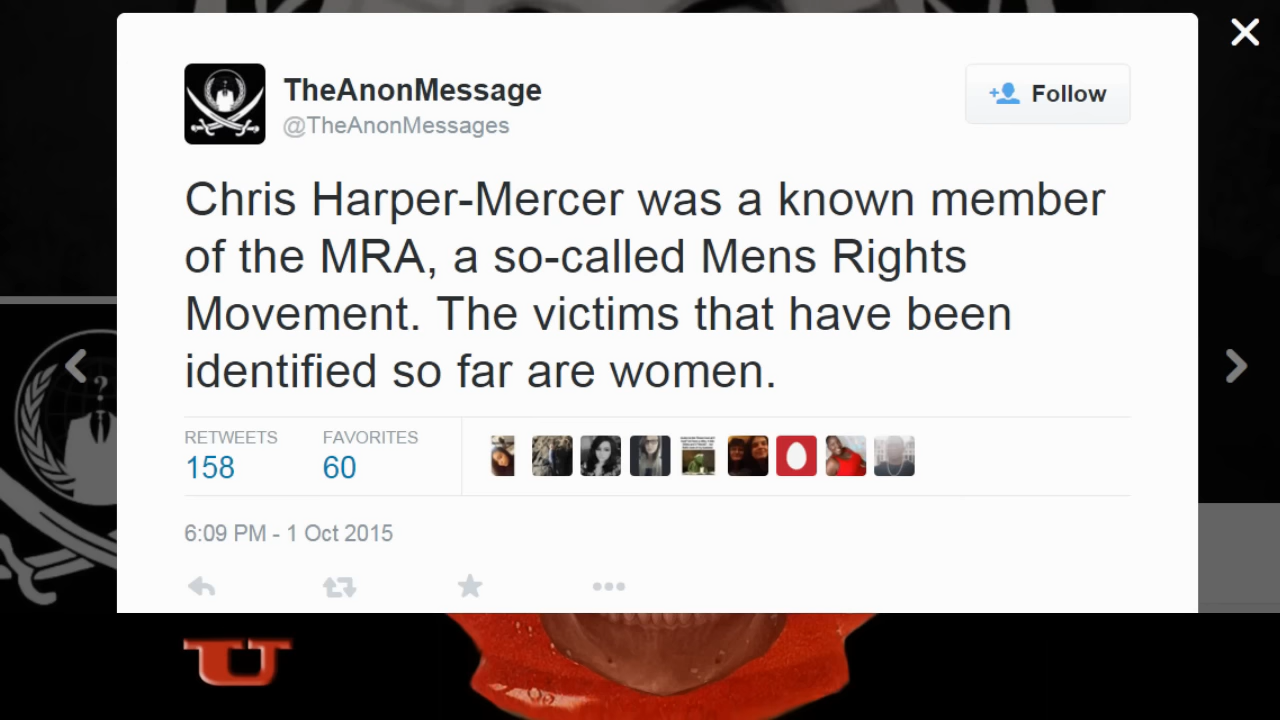 TheAnonMessage
@TheAnonMessages
Follow
Chris Harper-Mercer was a known member
of the MRA, a so-called Mens Rights
Movement. The victims that have been
identified so far are women.
RETWEETS FAVORITES
158 60
6:09 PM - 1 Oct 2015
U